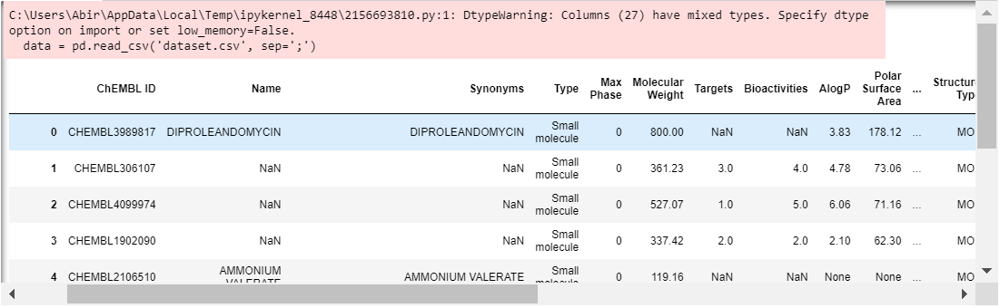 C:\Users\Abir\AppData\Local\Temp\ipykernel_8448\2156693810.py:1: DtypeWarning: Columns (27) have mixed types. Specify dtype
option on import or set low_memory=False.
data = pd.read_csv('dataset.csv', sep=';')
ChEMBL ID Name Synonyms Type Max Phase Molecular Weight Targets Bioactivities AlogP Polar Surface Area ... Structure Type
0 CHEMBL3989817 DIPROLEANDOMYCIN DIPROLEANDOMYCIN Small molecule 0 800.00 NaN NaN 3.83 178.12 ... MO
1 CHEMBL306107 NaN NaN Small molecule 0 361.23 3.0 4.0 4.78 73.06 ... MO
2 CHEMBL4099974 NaN NaN Small molecule 0 527.07 1.0 5.0 6.06 71.16 ... MO
3 CHEMBL1902090 NaN NaN Small molecule 0 337.42 2.0 2.0 2.10 62.30 ... MO
4 CHEMBL2106510 AMMONIUM VALERATE AMMONIUM VALERATE Small molecule 0 119.16 NaN NaN None None ... MO